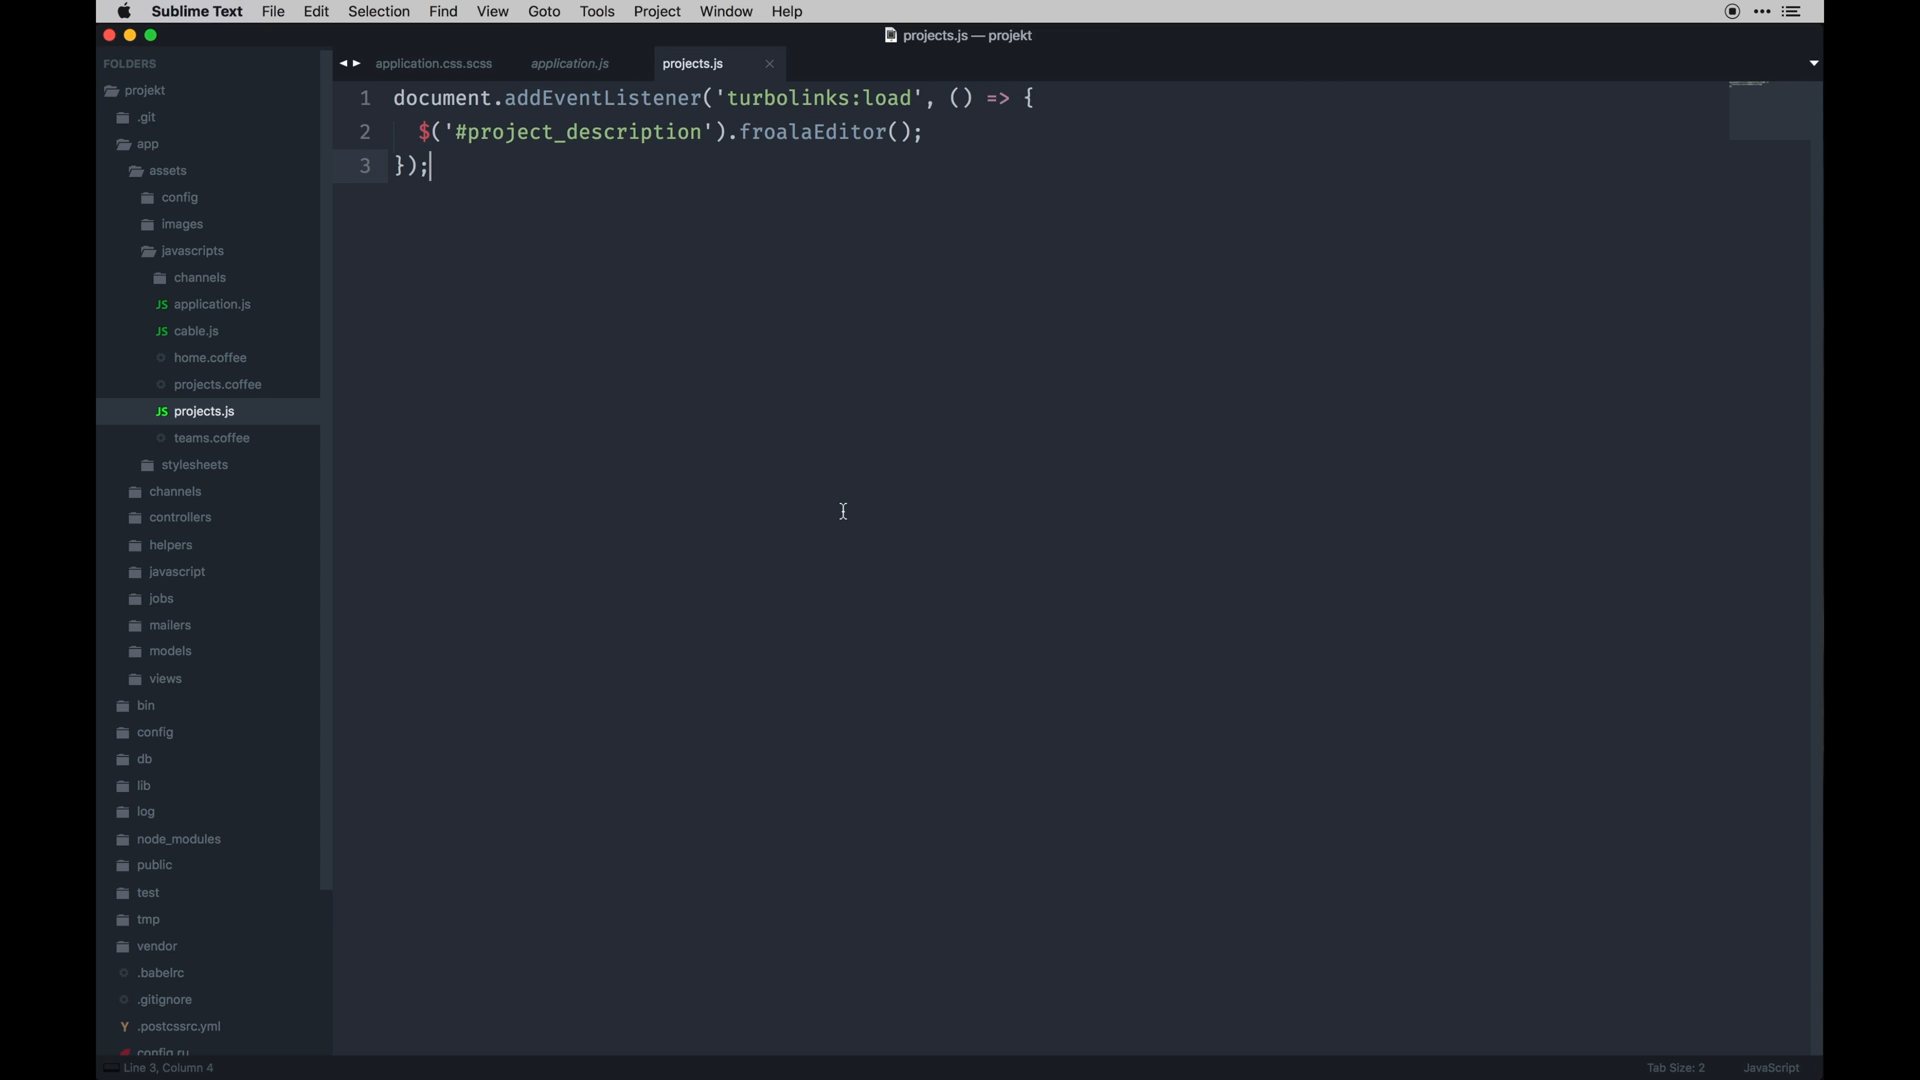 Sublime Text File Edit Selection Find View Goto Tools Project Window Help
projects.js — projekt
FOLDERS
projekt
.git
app
assets
config
images
javascripts
channels
JS application.js
JS cable.js
home.coffee
projects.coffee
JS projects.js
teams.coffee
stylesheets
channels
controllers
helpers
javascript
jobs
mailers
models
views
bin
config
db
lib
log
node_modules
public
test
tmp
vendor
.babelrc
.gitignore
Y .postcssrc.yml
config.ru
application.css.scss application.js projects.js
1 document.addEventListener('turbolinks:load', () => {
2 $('#project_description').froalaEditor();
3 });
Line 3, Column 4
Tab Size: 2 JavaScript